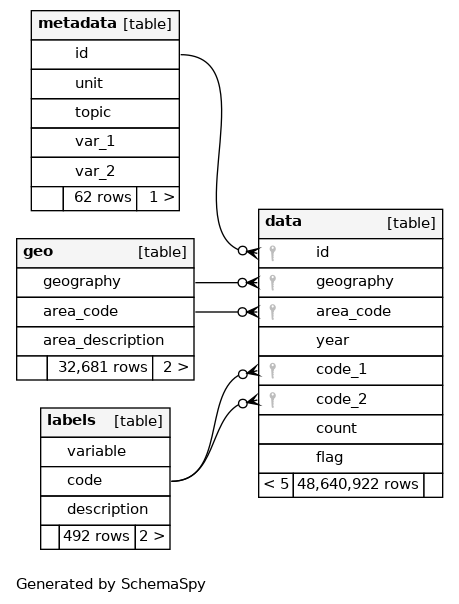 metadata [table]
id
unit
topic
var_1
var_2
62 rows 1 >
geo [table]
geography
area_code
area_description
32,681 rows 2 >
labels [table]
variable
code
description
492 rows 2 >
data [table]
id
geography
area_code
year
code_1
code_2
count
flag
< 5 48,640,922 rows
Generated by SchemaSpy